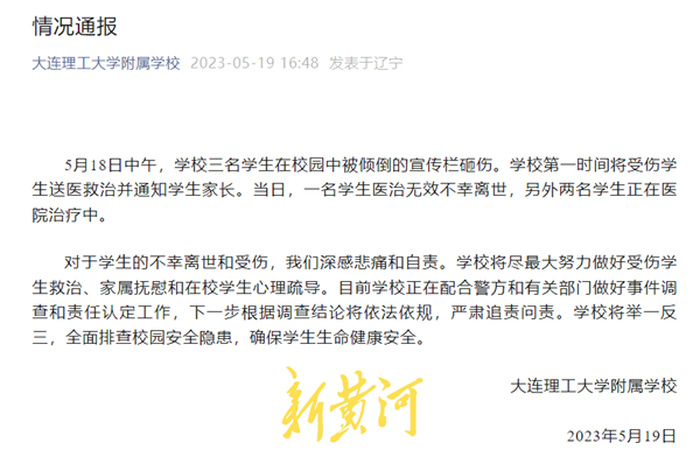 情况通报
大连理工大学附属学校 2023-05-19 16:48 发表于辽宁
5月18日中午，学校三名学生在校园中被倾倒的宣传栏砸伤。学校第一时间将受伤学
生送医救治并通知学生家长。当日，一名学生医治无效不幸离世，另外两名学生正在医
院治疗中。
对于学生的不幸离世和受伤，我们深感悲痛和自责。学校将尽最大努力做好受伤学
生救治、家属抚慰和在校学生心理疏导。目前学校正在配合警方和有关部门做好事件调
查和责任认定工作，下一步根据调查结论将依法依规，严肃追责问责。学校将举一反
三，全面排查校园安全隐患，确保学生生命健康安全。
新黄河
大连理工大学附属学校
2023年5月19日